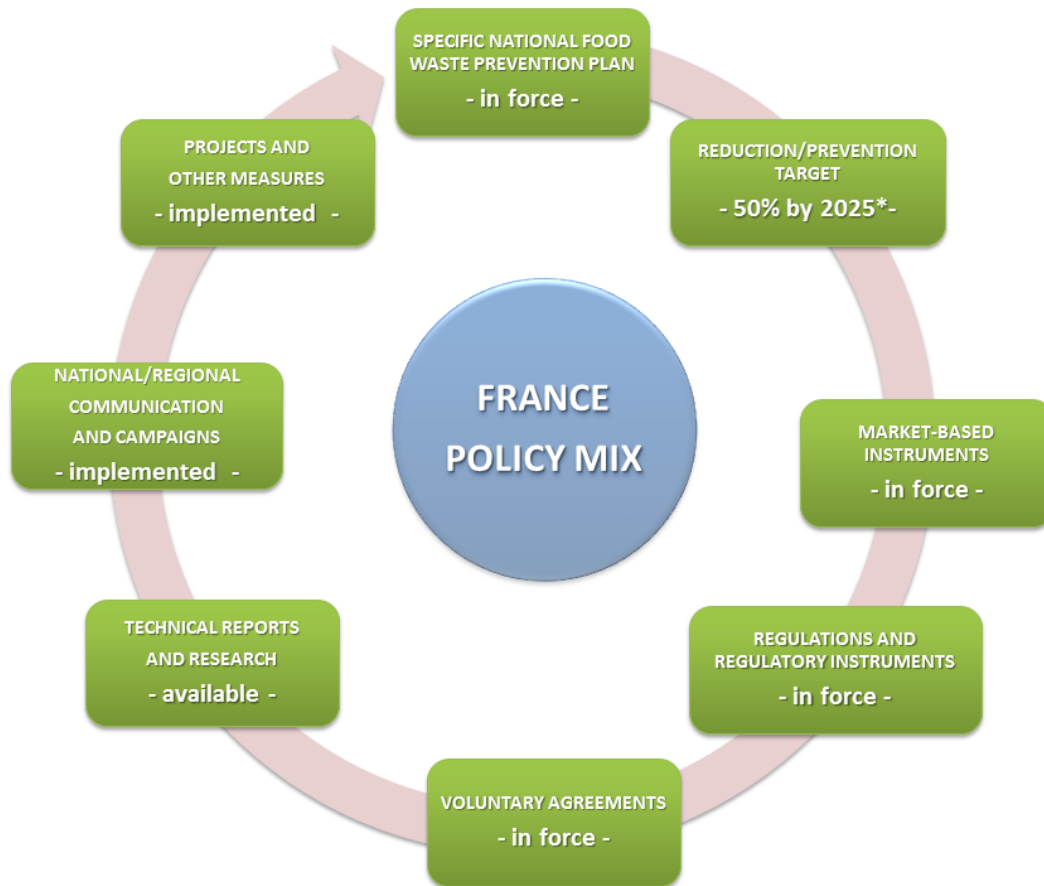 SPECIFIC NATIONAL FOOD
WASTE PREVENTION PLAN
- in force -
REDUCTION/PREVENTION
TARGET
- 50% by 2025*-
MARKET-BASED
INSTRUMENTS
- in force -
REGULATIONS AND
REGULATORY INSTRUMENTS
- in force -
VOLUNTARY AGREEMENTS
- in force -
TECHNICAL REPORTS
AND RESEARCH
- available -
NATIONAL/REGIONAL
COMMUNICATION
AND CAMPAIGNS
- implemented -
PROJECTS AND
OTHER MEASURES
- implemented -
FRANCE
POLICY MIX